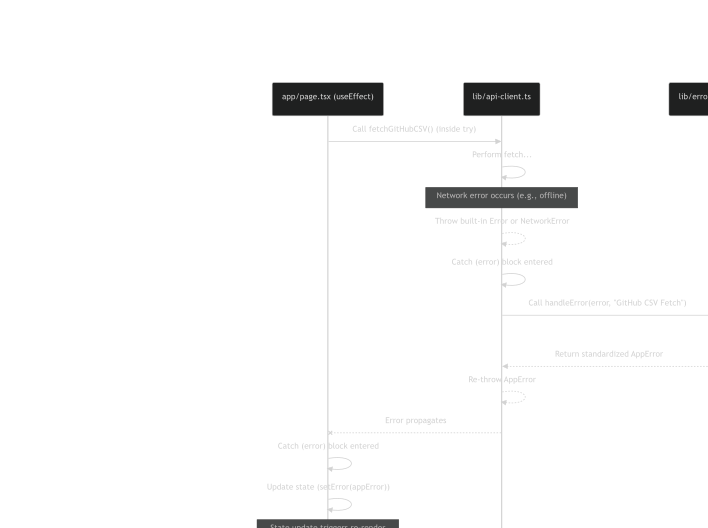 app/page.tsx (useEffect)
lib/api-client.ts
lib/erro
Call fetchGitHubCSV() (inside try)
Perform fetch...
Network error occurs (e.g., offline)
Throw built-in Error or NetworkError
Catch (error) block entered
Call handleError(error, "GitHub CSV Fetch")
Return standardized AppError
Re-throw AppError
Error propagates
Catch (error) block entered
Update state (setError(appError))
State update triggers re-render